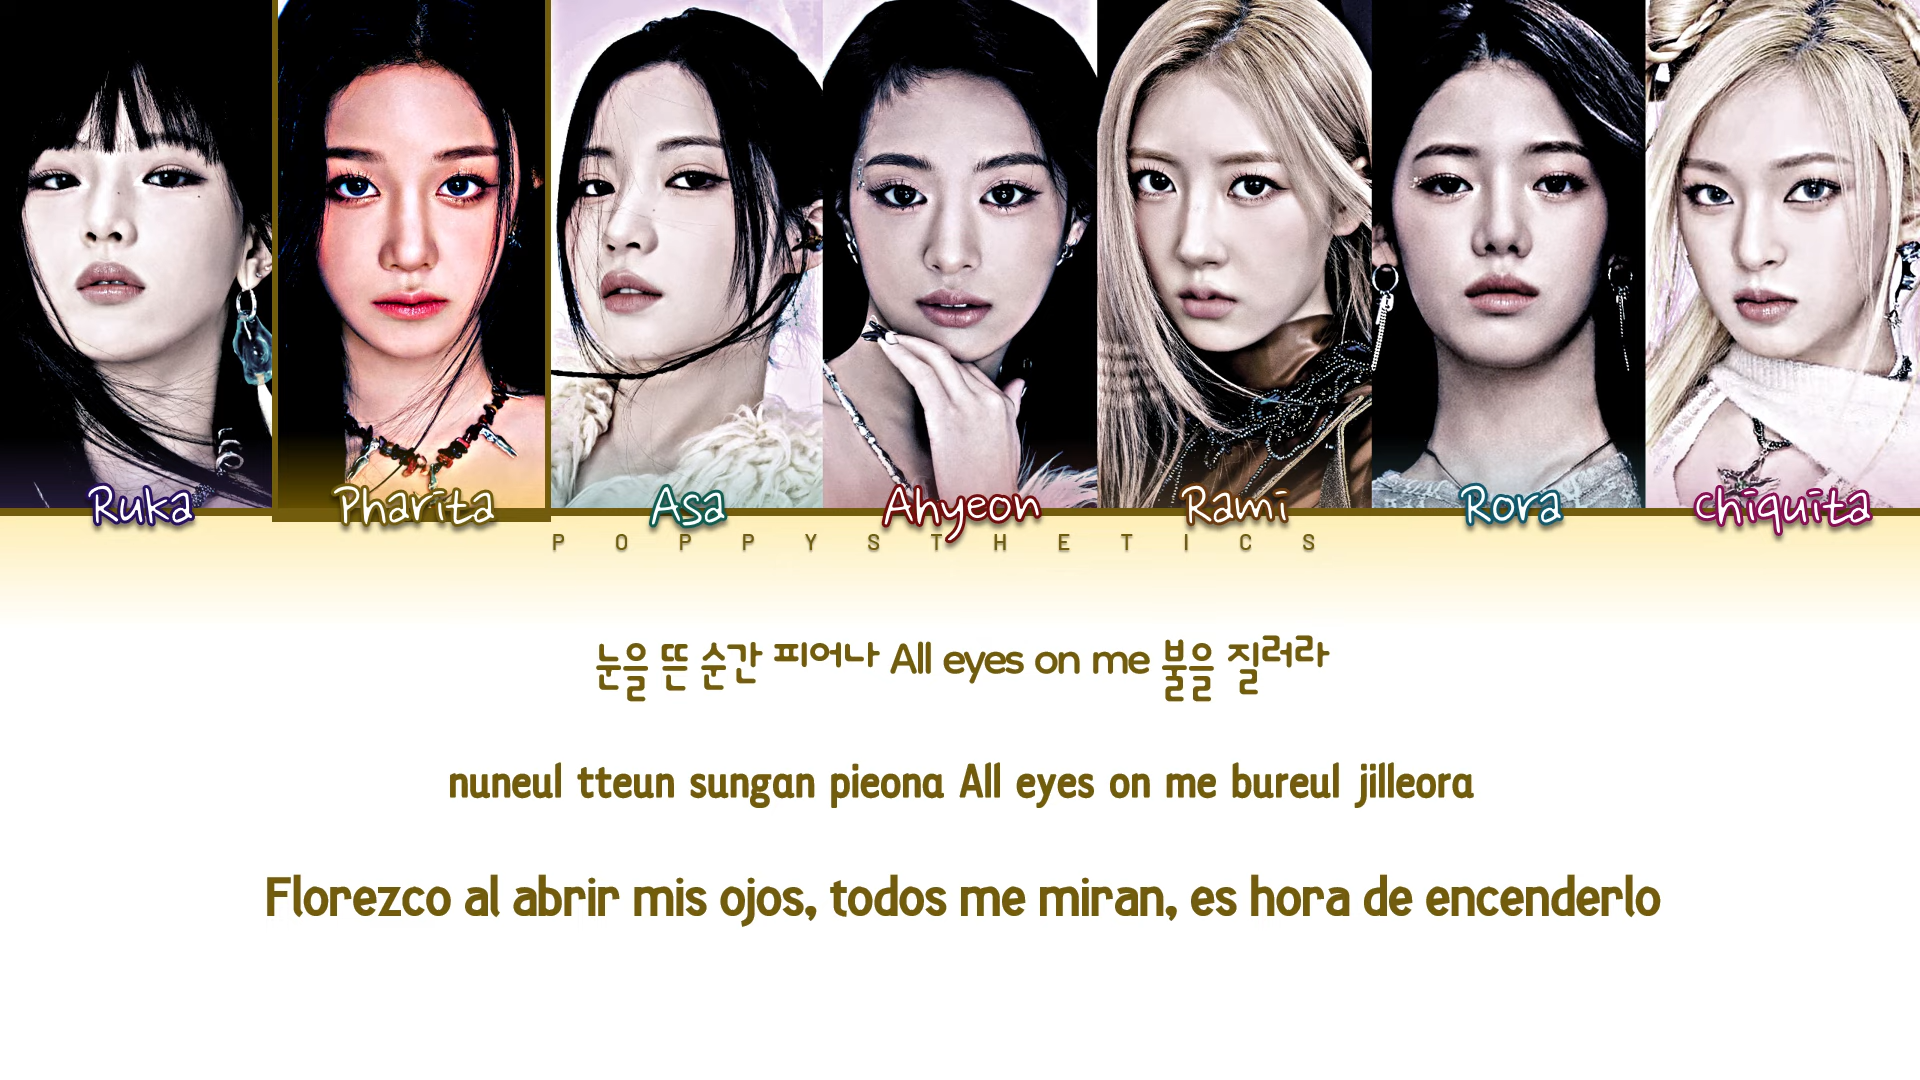 Ruka Pharita Asa Ahyeon Rami Rora chiquita
POPPYSTHETICS
눈을 뜬 순간 피어나 All eyes on me 불을 질러라
nuneul tteun sungan pieona All eyes on me bureul jilleora
Florezco al abrir mis ojos, todos me miran, es hora de encenderlo